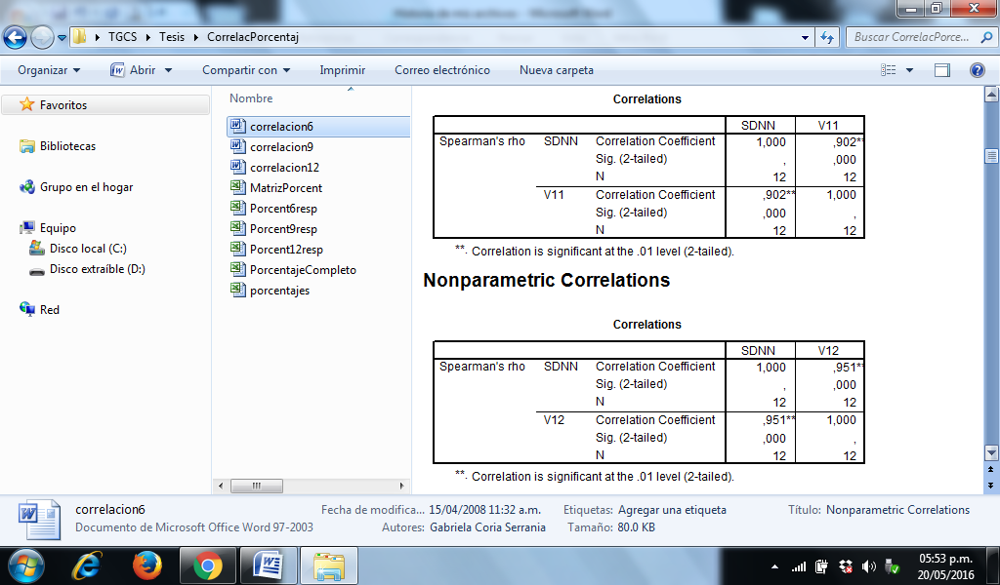 Historia de mis archivos - Microsoft Word
TGCS Tesis CorrelacPorcentaj
Buscar CorrelacPorce...
Organizar Abrir Compartir con Imprimir Correo electrónico Nueva carpeta
Favoritos
Bibliotecas
Grupo en el hogar
Equipo
Disco local (C:)
Disco extraíble (D:)
Red
Nombre
correlacion6
correlacion9
correlacion12
MatrizPorcent
Porcent6resp
Porcent9resp
Porcent12resp
PorcentajeCompleto
porcentajes
Correlations
SDNN V11
Spearman's rho SDNN Correlation Coefficient 1,000 ,902**
Sig. (2-tailed) , ,000
N 12 12
V11 Correlation Coefficient ,902** 1,000
Sig. (2-tailed) ,000 ,
N 12 12
**. Correlation is significant at the .01 level (2-tailed).
Nonparametric Correlations
Correlations
SDNN V12
Spearman's rho SDNN Correlation Coefficient 1,000 ,951**
Sig. (2-tailed) , ,000
N 12 12
V12 Correlation Coefficient ,951** 1,000
Sig. (2-tailed) ,000 ,
N 12 12
**. Correlation is significant at the .01 level (2-tailed).
correlacion6 Fecha de modifica... 15/04/2008 11:32 a.m. Etiquetas: Agregar una etiqueta Título: Nonparametric Correlations
Documento de Microsoft Office Word 97-2003 Autores: Gabriela Coria Serrania Tamaño: 80.0 KB
05:53 p.m.
20/05/2016